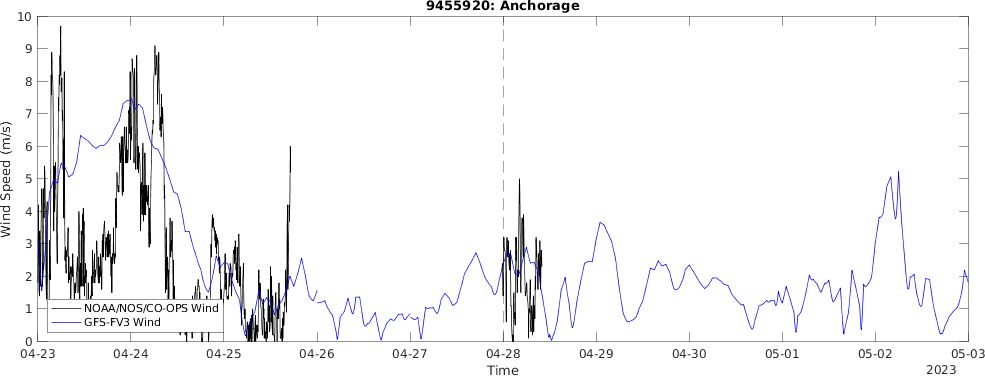 9455920: Anchorage
Wind Speed (m/s)
10
9
8
7
6
5
4
3
2
1
0
NOAA/NOS/CO-OPS Wind
GFS-FV3 Wind
04-23 04-24 04-25 04-26 04-27 04-28 04-29 04-30 05-01 05-02 05-03
Time
2023